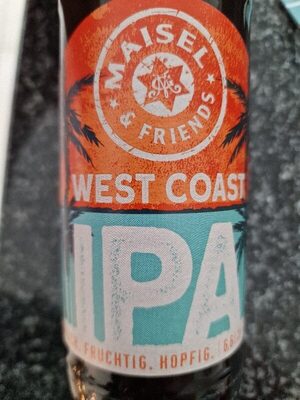 MAISEL
& FRIENDS
WEST COAST
IPA
FRUCHTIG. HOPFIG.